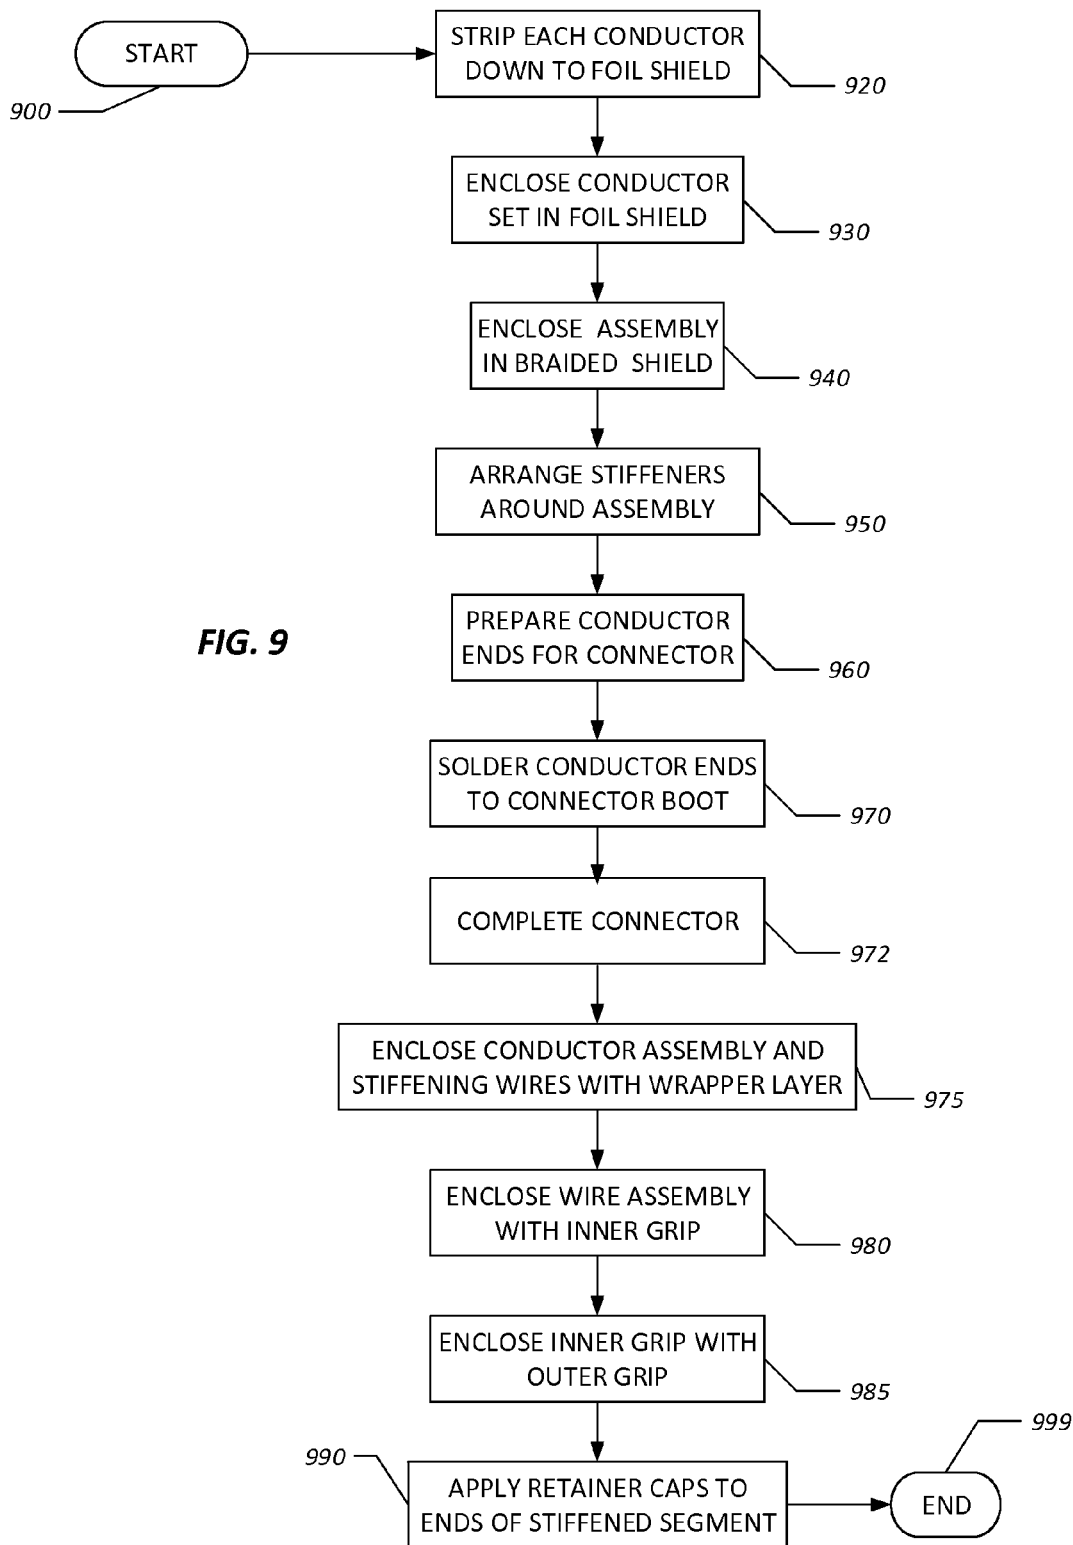 START
900
STRIP EACH CONDUCTOR
DOWN TO FOIL SHIELD
920
ENCLOSE CONDUCTOR
SET IN FOIL SHIELD
930
ENCLOSE ASSEMBLY
IN BRAIDED SHIELD
940
ARRANGE STIFFENERS
AROUND ASSEMBLY
950
FIG. 9
PREPARE CONDUCTOR
ENDS FOR CONNECTOR
960
SOLDER CONDUCTOR ENDS
TO CONNECTOR BOOT
970
COMPLETE CONNECTOR
972
ENCLOSE CONDUCTOR ASSEMBLY AND
STIFFENING WIRES WITH WRAPPER LAYER
975
ENCLOSE WIRE ASSEMBLY
WITH INNER GRIP
980
ENCLOSE INNER GRIP WITH
OUTER GRIP
985
990
APPLY RETAINER CAPS TO
ENDS OF STIFFENED SEGMENT
999
END